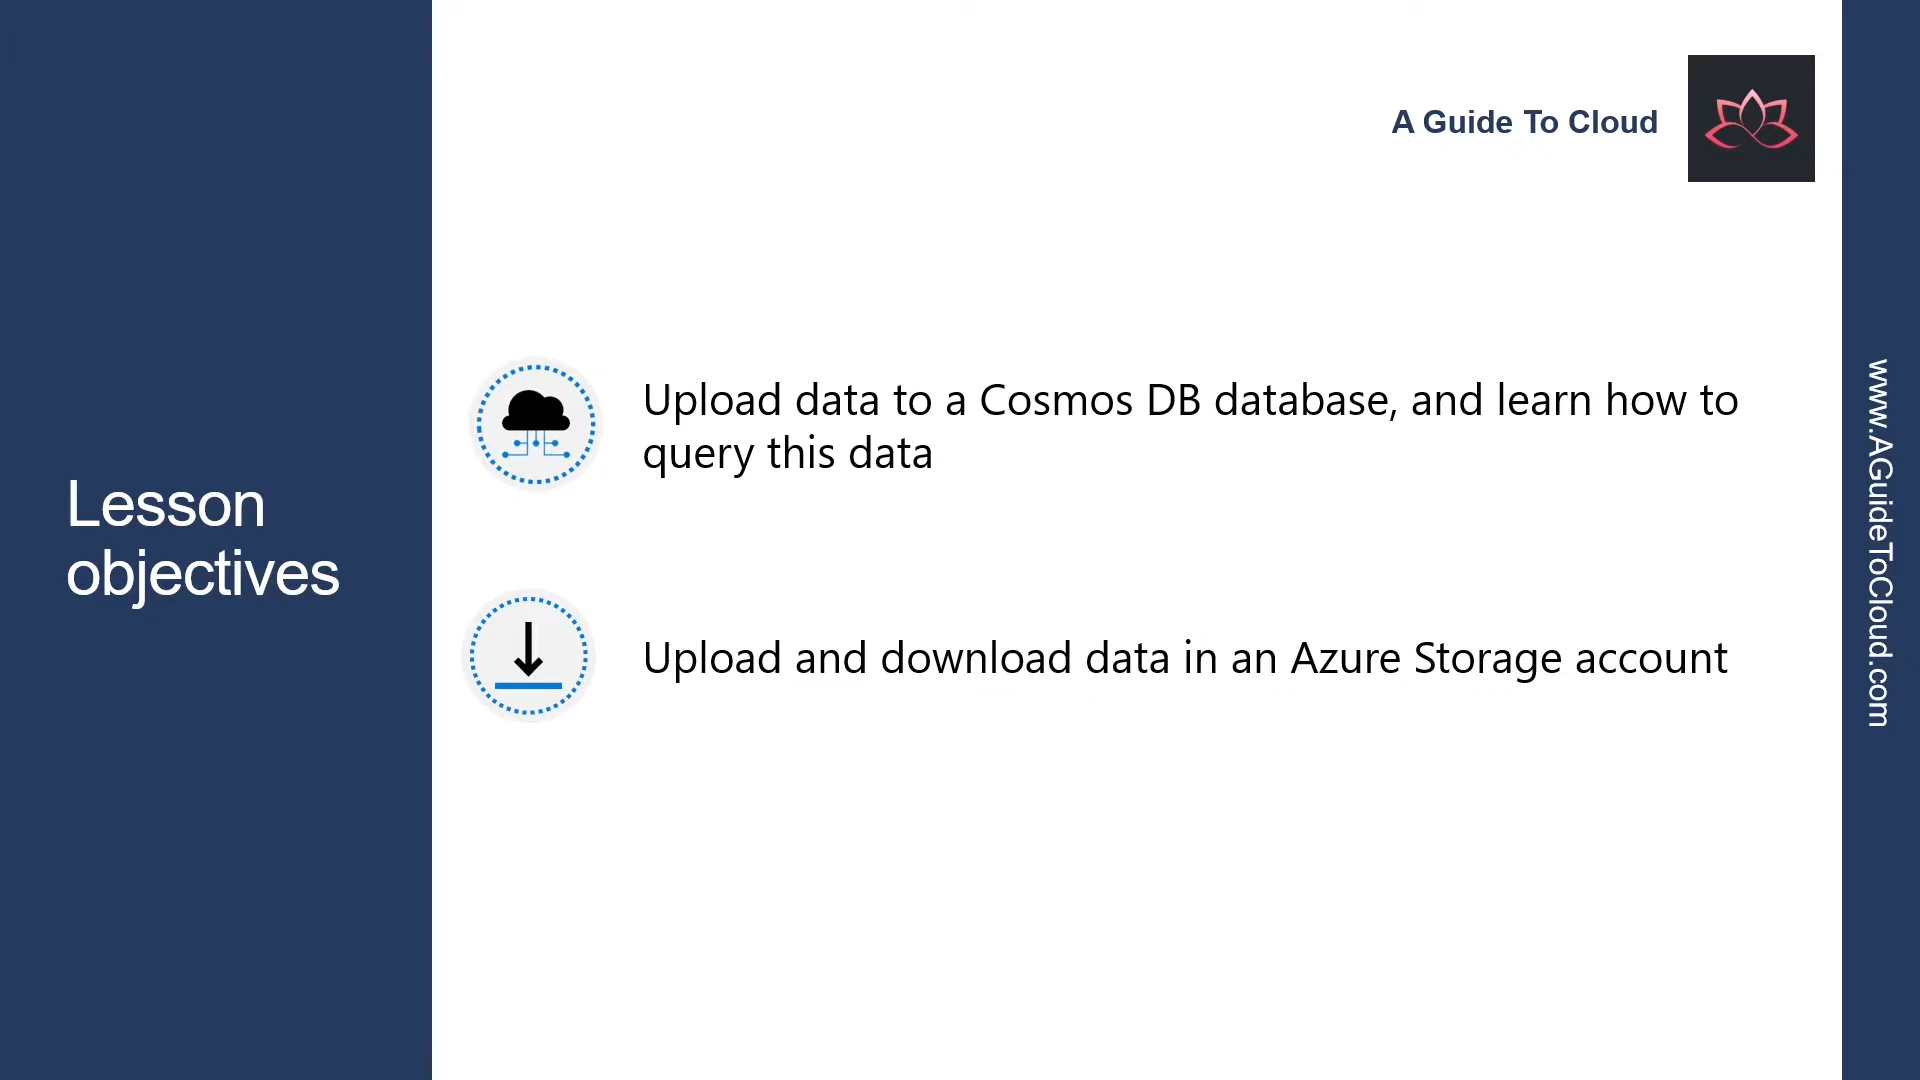 A Guide To Cloud
Lesson
objectives
Upload data to a Cosmos DB database, and learn how to
query this data
Upload and download data in an Azure Storage account
www.AGuideToCloud.com